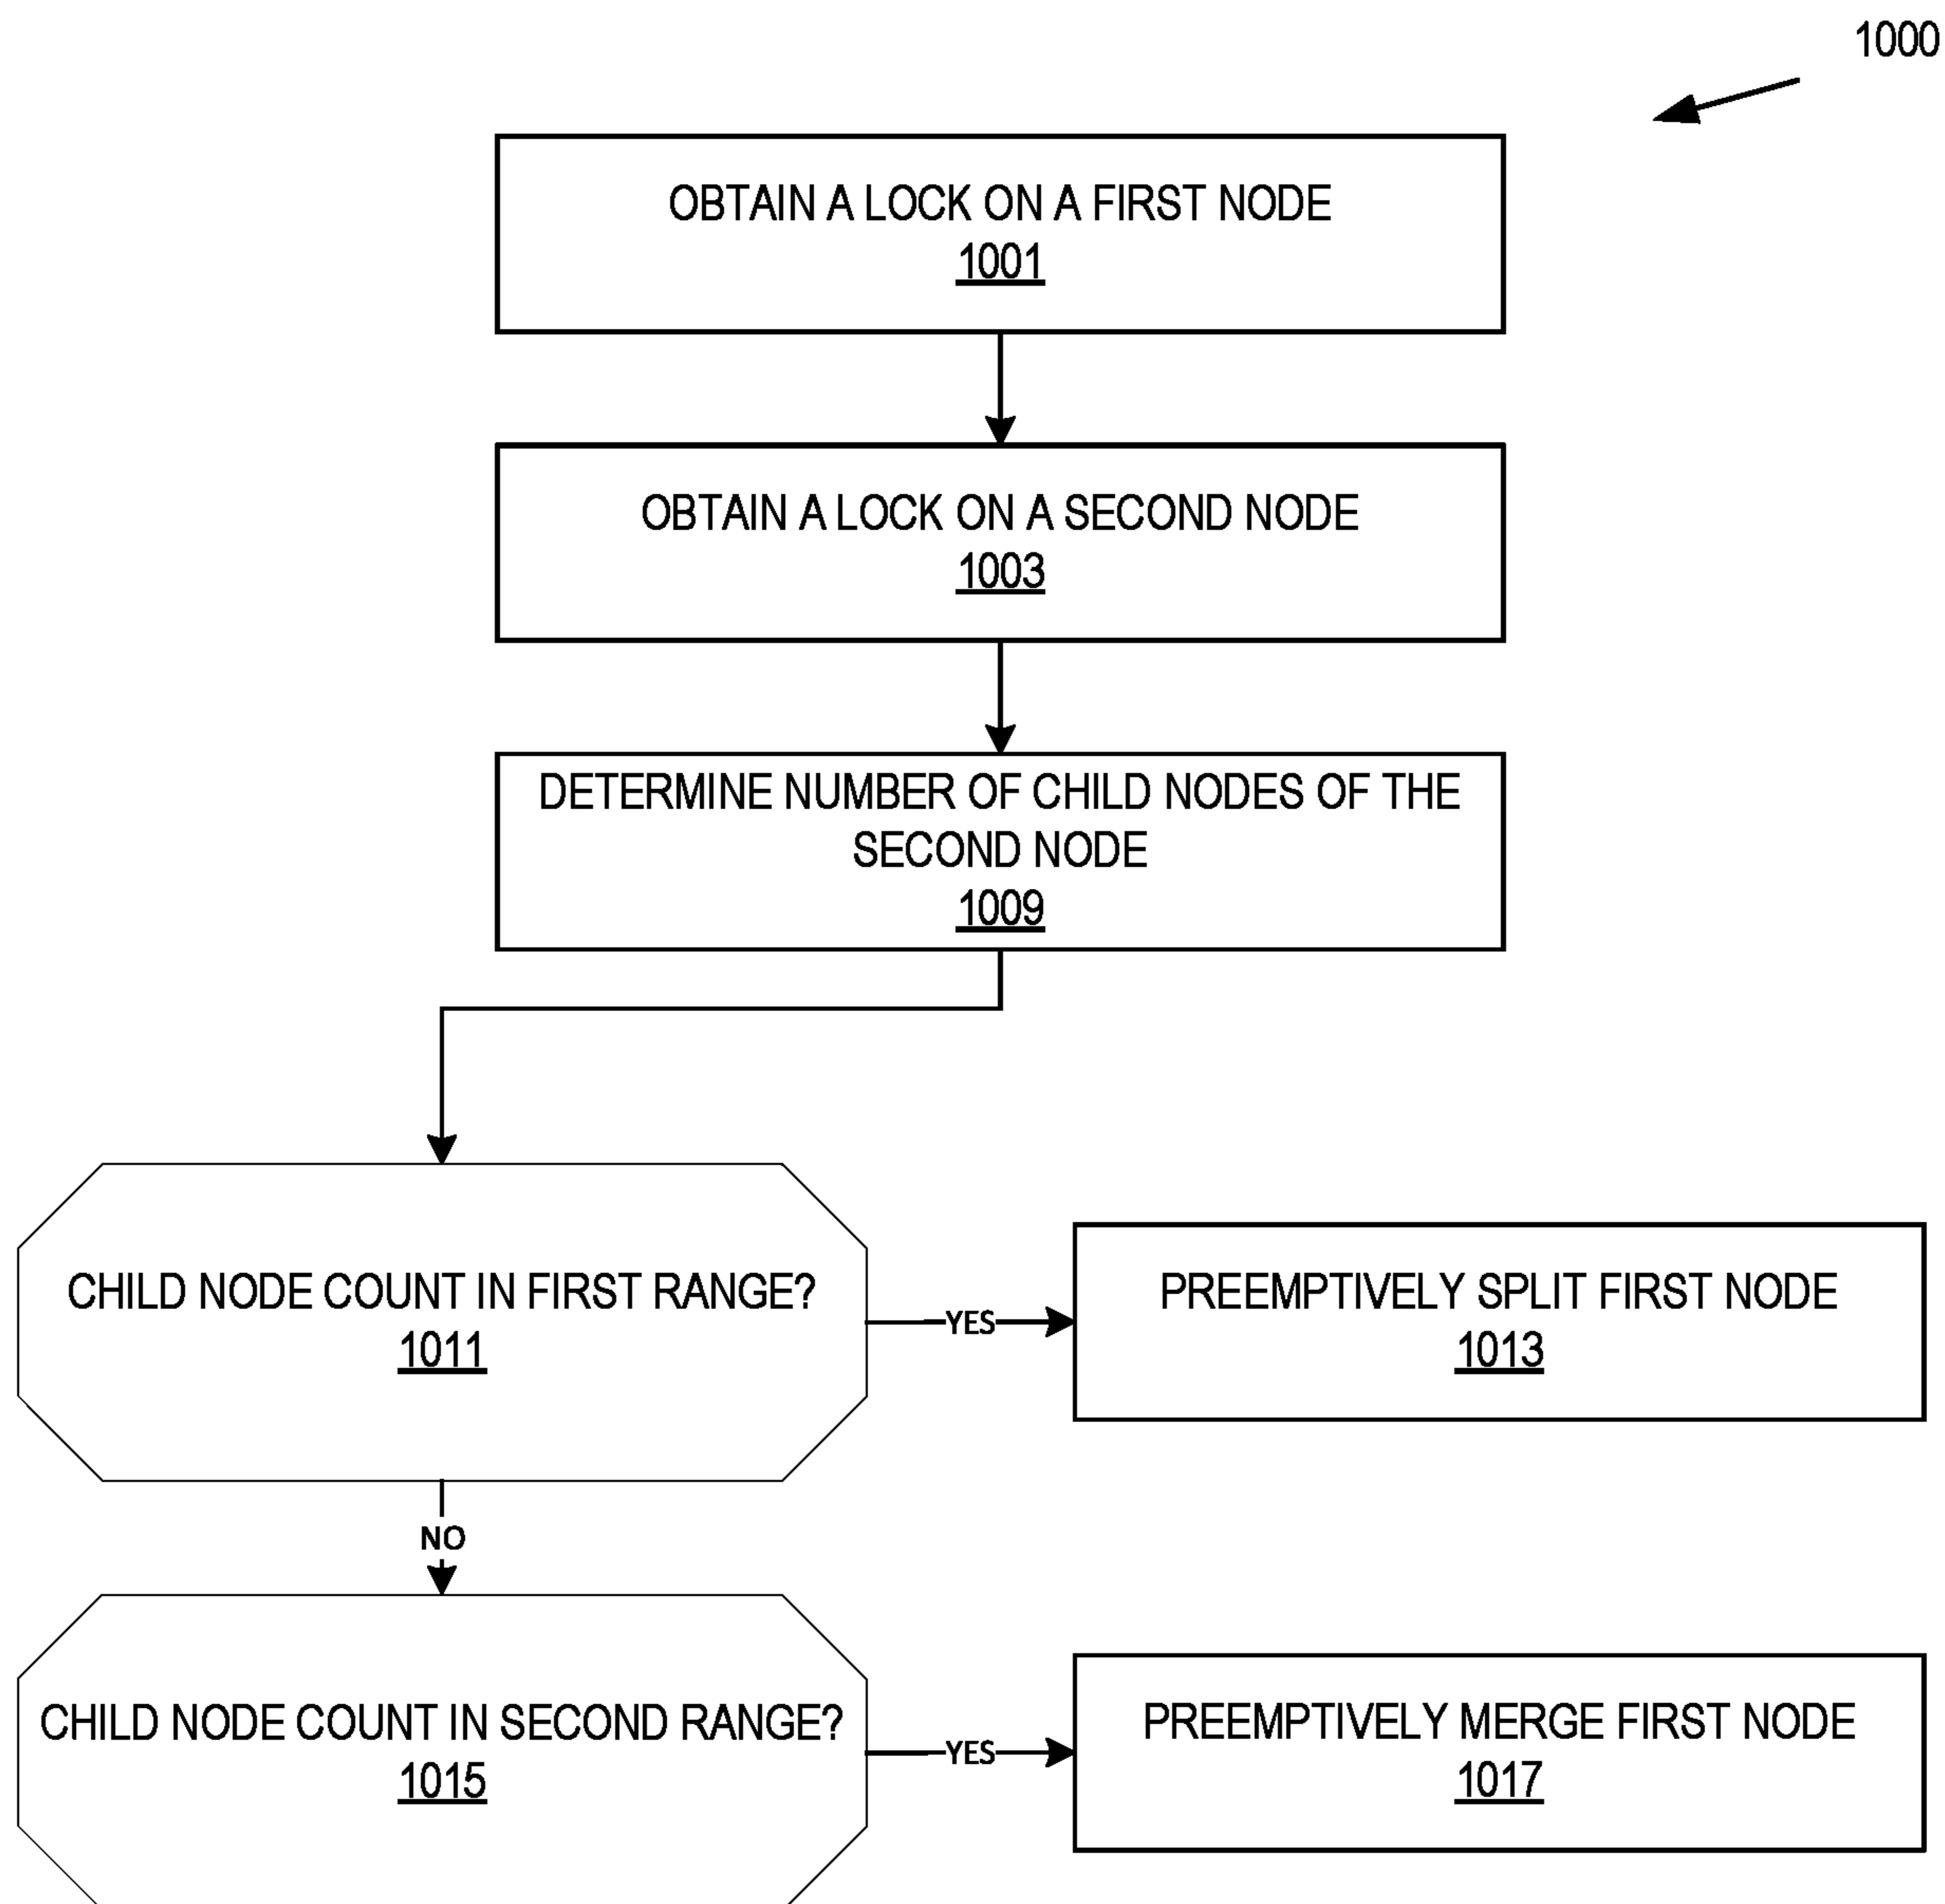 1000
OBTAIN A LOCK ON A FIRST NODE
1001
OBTAIN A LOCK ON A SECOND NODE
1003
DETERMINE NUMBER OF CHILD NODES OF THE
SECOND NODE
1009
CHILD NODE COUNT IN FIRST RANGE?
1011
YES
PREEMPTIVELY SPLIT FIRST NODE
1013
NO
CHILD NODE COUNT IN SECOND RANGE?
1015
YES
PREEMPTIVELY MERGE FIRST NODE
1017